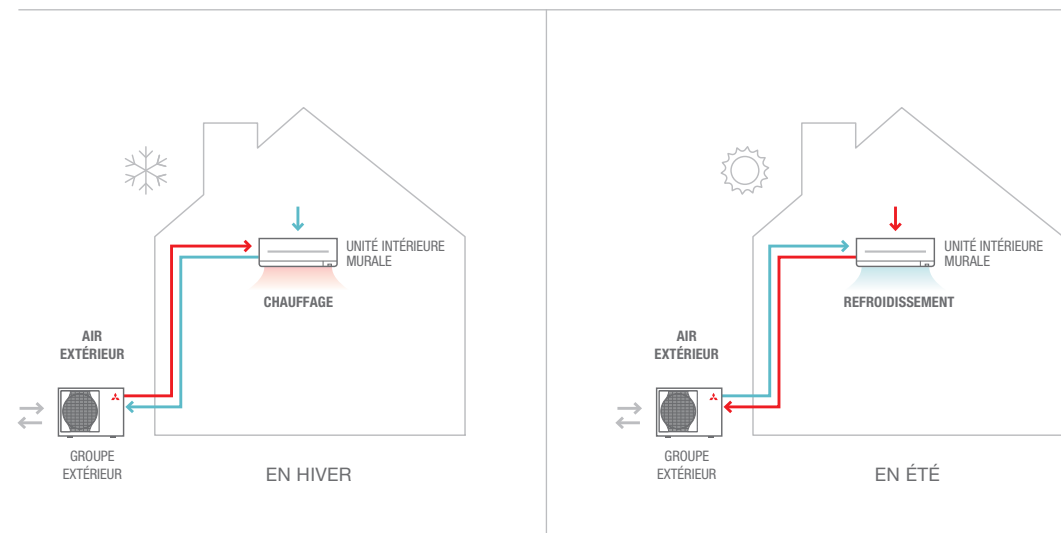 UNITÉ INTÉRIEURE
MURALE
CHAUFFAGE
AIR
EXTÉRIEUR
GROUPE
EXTÉRIEUR
EN HIVER
UNITÉ INTÉRIEURE
MURALE
REFROIDISSEMENT
AIR
EXTÉRIEUR
GROUPE
EXTÉRIEUR
EN ÉTÉ